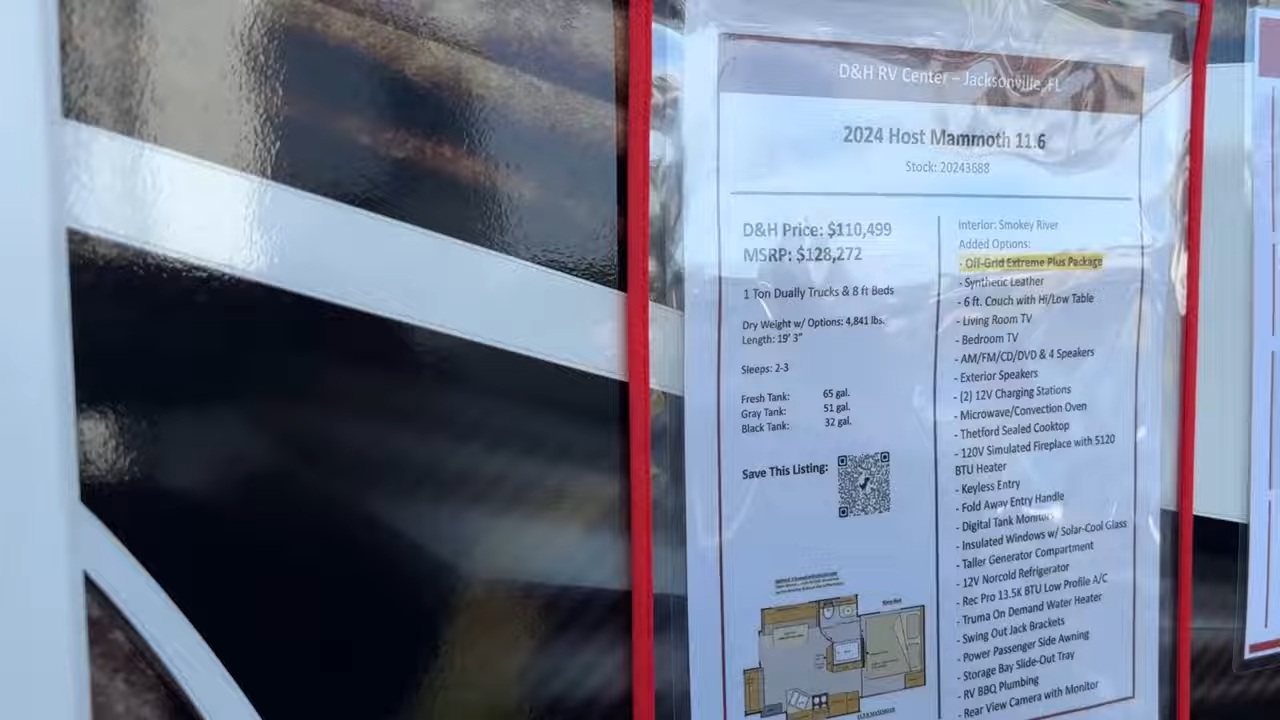 D&H RV Center – Jacksonville, FL
2024 Host Mammoth 11.6
Stock: 20243688
D&H Price: $110,499
MSRP: $128,272
1 Ton Dually Trucks & 8 ft Beds
Dry Weight w/ Options: 4,841 lbs.
Length: 19' 3"
Sleeps: 2-3
Fresh Tank: 65 gal.
Gray Tank: 51 gal.
Black Tank: 32 gal.
Save This Listing:
Interior: Smokey River
Added Options:
- Off-Grid Extreme Plus Package
- Synthetic Leather
- 6 ft. Couch with Hi/Low Table
- Living Room TV
- Bedroom TV
- AM/FM/CD/DVD & 4 Speakers
- Exterior Speakers
- (2) 12V Charging Stations
- Microwave/Convection Oven
- Thetford Sealed Cooktop
- 120V Simulated Fireplace with 5120
BTU Heater
- Keyless Entry
- Fold Away Entry Handle
- Digital Tank Monitors
- Insulated Windows w/ Solar-Cool Glass
- Taller Generator Compartment
- 12V Norcold Refrigerator
- Rec Pro 13.5K BTU Low Profile A/C
- Truma On Demand Water Heater
- Swing Out Jack Brackets
- Power Passenger Side Awning
- Storage Bay Slide-Out Tray
- RV BBQ Plumbing
- Rear View Camera with Monitor